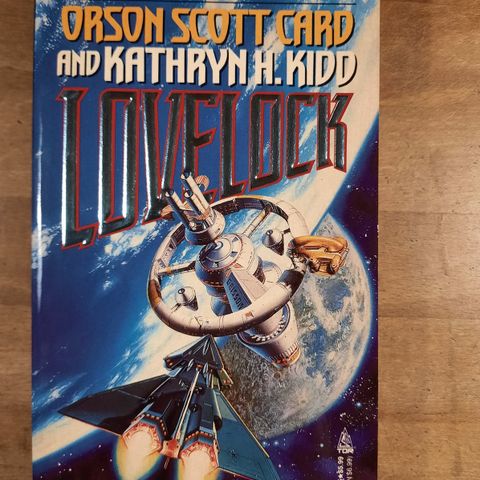 ORSON SCOTT CARD
AND KATHRYN H. KIDD
LOVELOCK
TOR